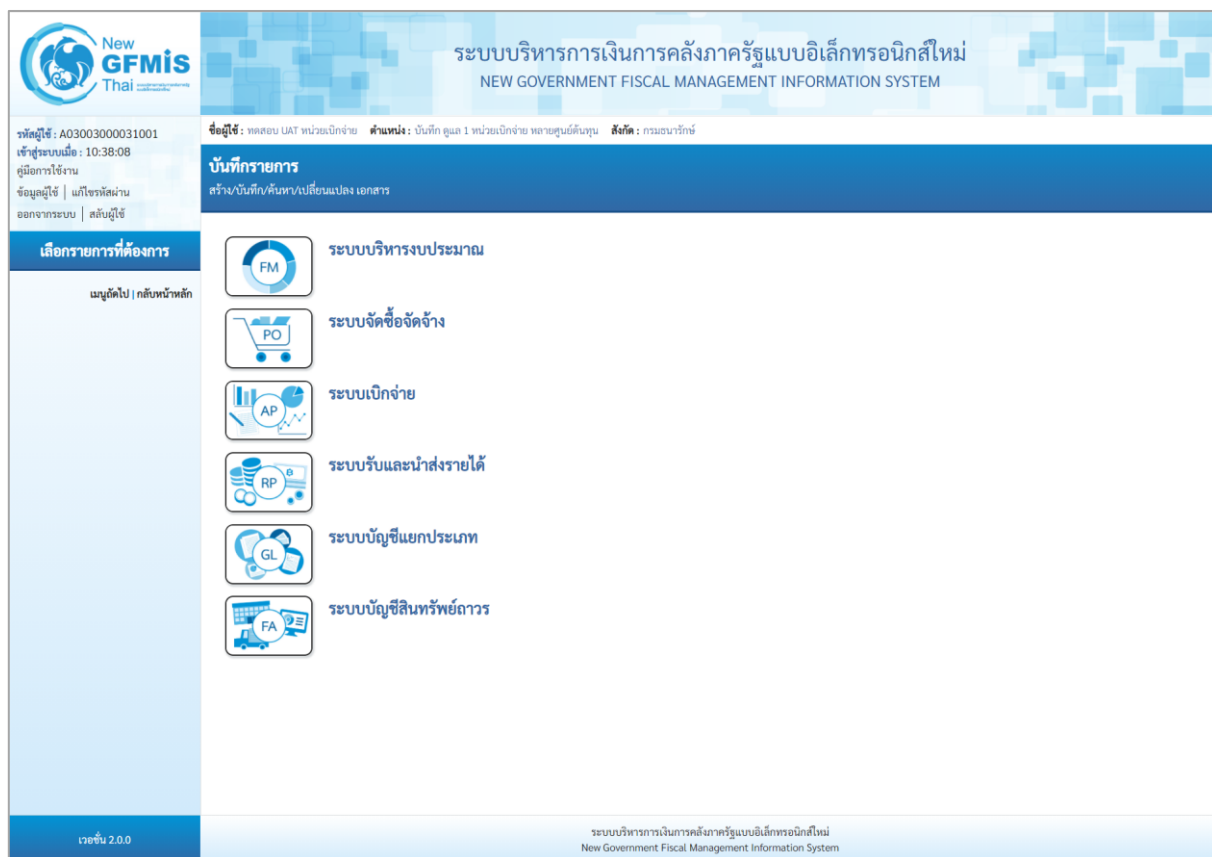 New
GFMIS
Thai
ระบบบริหารการเงินการคลังภาครัฐแบบอิเล็กทรอนิกส์ใหม่
NEW GOVERNMENT FISCAL MANAGEMENT INFORMATION SYSTEM
รหัสผู้ใช้ : A03003000031001
เข้าสู่ระบบเมื่อ : 10:38:08
คู่มือการใช้งาน
ข้อมูลผู้ใช้ | แก้ไขรหัสผ่าน
ออกจากระบบ | สลับผู้ใช้
ชื่อผู้ใช้ : ทดสอบ UAT หน่วยเบิกจ่าย ตำแหน่ง : บันทึก ดูแล 1 หน่วยเบิกจ่าย หลายศูนย์ต้นทุน สังกัด : กรมธนารักษ์
บันทึกรายการ
สร้าง/บันทึก/ค้นหา/เปลี่ยนแปลง เอกสาร
เลือกรายการที่ต้องการ
เมนูถัดไป | กลับหน้าหลัก
FM
ระบบบริหารงบประมาณ
PO
ระบบจัดซื้อจัดจ้าง
AP
ระบบเบิกจ่าย
RP
ระบบรับและนำส่งรายได้
GL
ระบบบัญชีแยกประเภท
FA
ระบบบัญชีสินทรัพย์ถาวร
เวอชั่น 2.0.0
ระบบบริหารการเงินการคลังภาครัฐแบบอิเล็กทรอนิกส์ใหม่
New Government Fiscal Management Information System